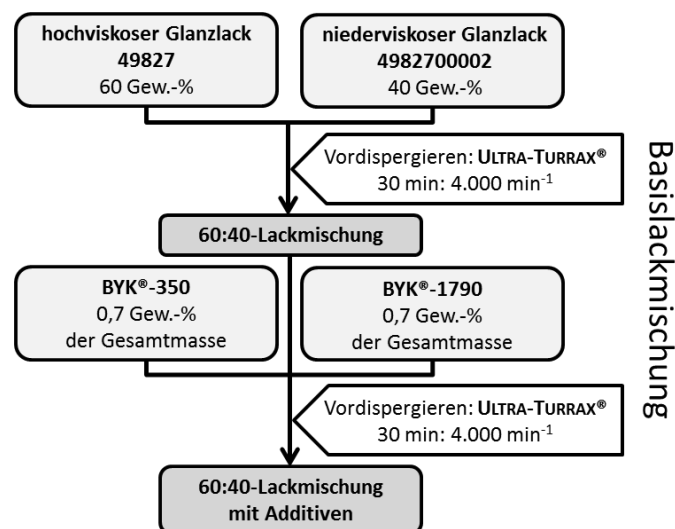 hochviskoser Glanzlack
49827
60 Gew.-%
niederviskoser Glanzlack
4982700002
40 Gew.-%
Vordispergieren: ULTRA-TURRAX®
30 min: 4.000 min⁻¹
60:40-Lackmischung
BYK®-350
0,7 Gew.-%
der Gesamtmasse
BYK®-1790
0,7 Gew.-%
der Gesamtmasse
Vordispergieren: ULTRA-TURRAX®
30 min: 4.000 min⁻¹
60:40-Lackmischung
mit Additiven
Basislackmischung